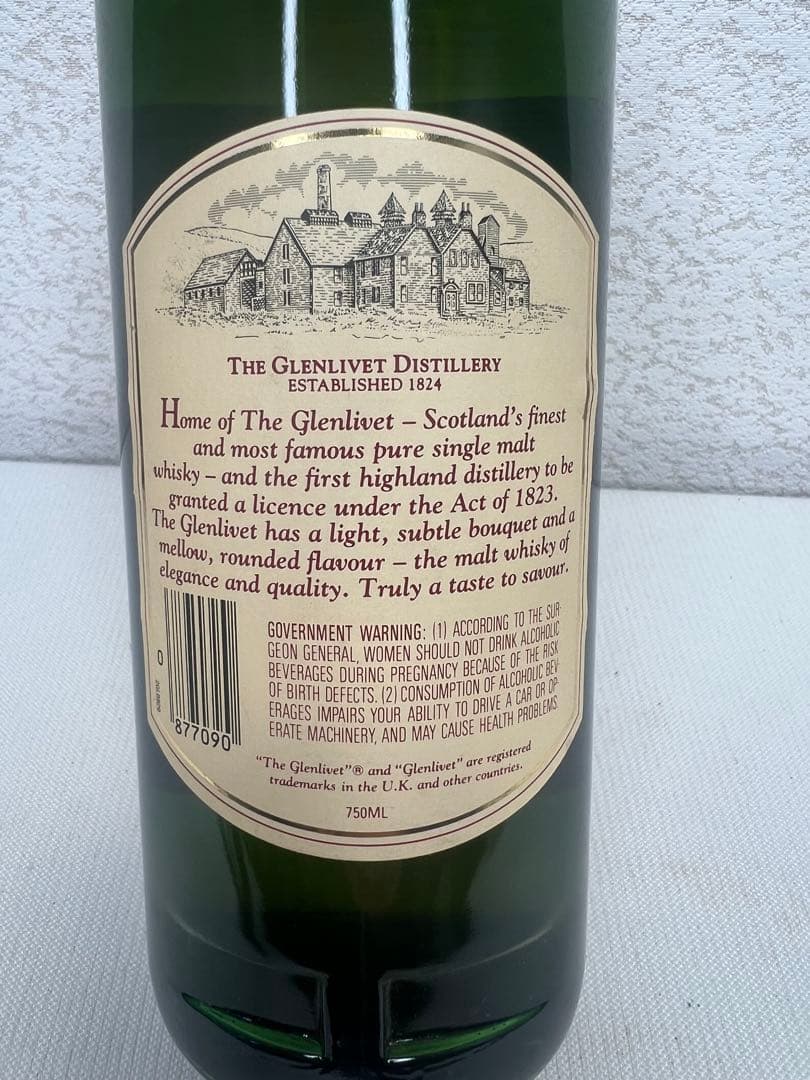 THE GLENLIVET DISTILLERY
ESTABLISHED 1824
Home of The Glenlivet – Scotland's finest
and most famous pure single malt
whisky – and the first highland distillery to be
granted a licence under the Act of 1823.
The Glenlivet has a light, subtle bouquet and a
mellow, rounded flavour – the malt whisky of
elegance and quality. Truly a taste to savour.
GOVERNMENT WARNING: (1) ACCORDING TO THE SUR-
GEON GENERAL, WOMEN SHOULD NOT DRINK ALCOHOLIC
BEVERAGES DURING PREGNANCY BECAUSE OF THE RISK
OF BIRTH DEFECTS. (2) CONSUMPTION OF ALCOHOLIC BEV-
ERAGES IMPAIRS YOUR ABILITY TO DRIVE A CAR OR OP-
ERATE MACHINERY, AND MAY CAUSE HEALTH PROBLEMS.
0
877090
"The Glenlivet"® and "Glenlivet" are registered
trademarks in the U.K. and other countries.
750ML